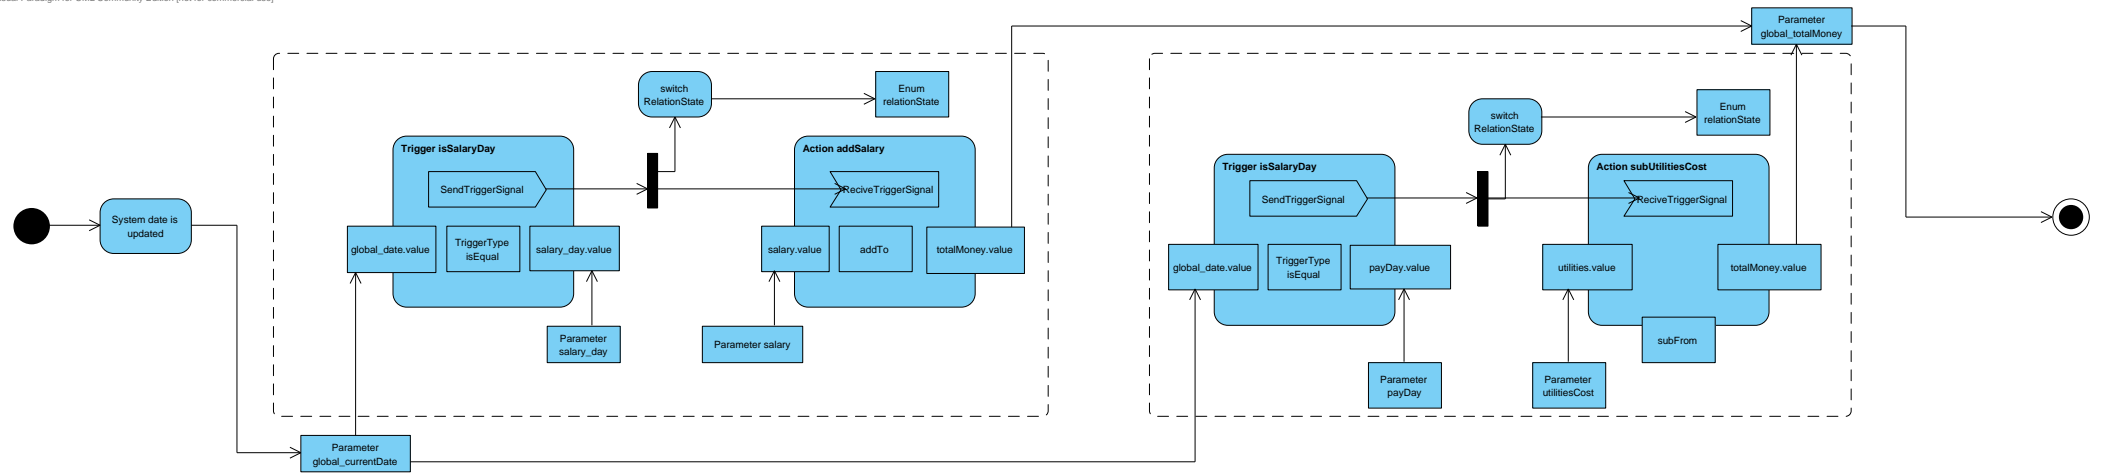 System date is
updated
switch
RelationState
Enum
relationState
Trigger isSalaryDay
SendTriggerSignal
global_date.value
TriggerType
isEqual
salary_day.value
Parameter
salary_day
Action addSalary
ReciveTriggerSignal
salary.value
addTo
totalMoney.value
Parameter salary
Parameter
global_currentDate
switch
RelationState
Enum
relationState
Trigger isSalaryDay
SendTriggerSignal
global_date.value
TriggerType
isEqual
payDay.value
Parameter
payDay
Action subUtilitiesCost
ReciveTriggerSignal
utilities.value
totalMoney.value
subFrom
Parameter
utilitiesCost
Parameter
global_totalMoney